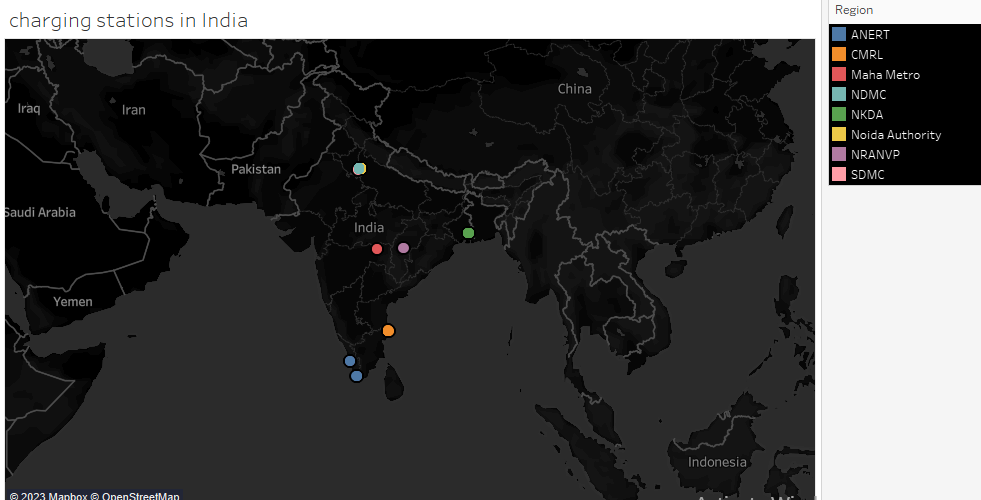 charging stations in India
Region
ANERT
CMRL
Maha Metro
NDMC
NKDA
Noida Authority
NRANVP
SDMC
China
Iraq
Iran
Pakistan
Saudi Arabia
India
Yemen
Indonesia
© 2023 Mapbox © OpenStreetMap